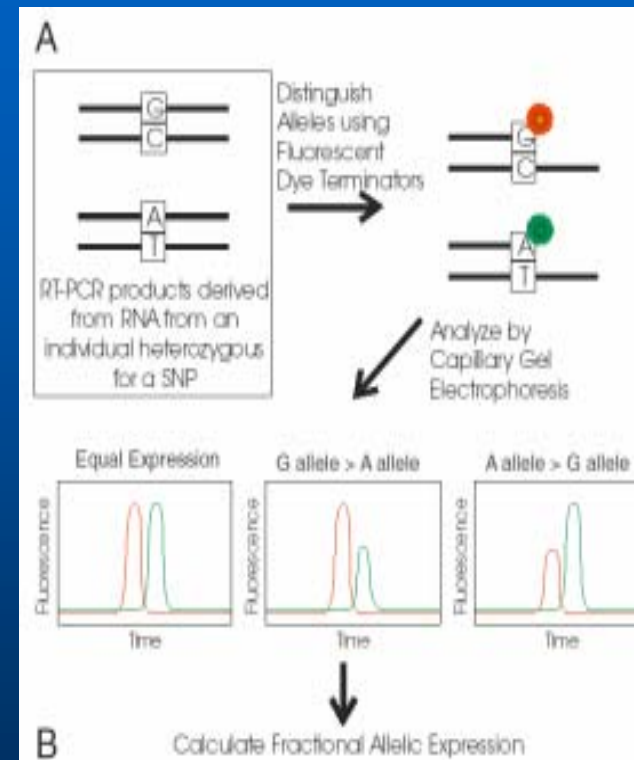 A
G
C
A
T
RT-PCR products derived
from RNA from an
individual heterozygous
for a SNP
Distinguish
Alleles using
Fluorescent
Dye Terminators
G
C
A
T
Analyze by
Capillary Gel
Electrophoresis
Equal Expression
Fluorescence
Time
G allele > A allele
Fluorescence
Time
A allele > G allele
Fluorescence
Time
B
Calculate Fractional Allelic Expression